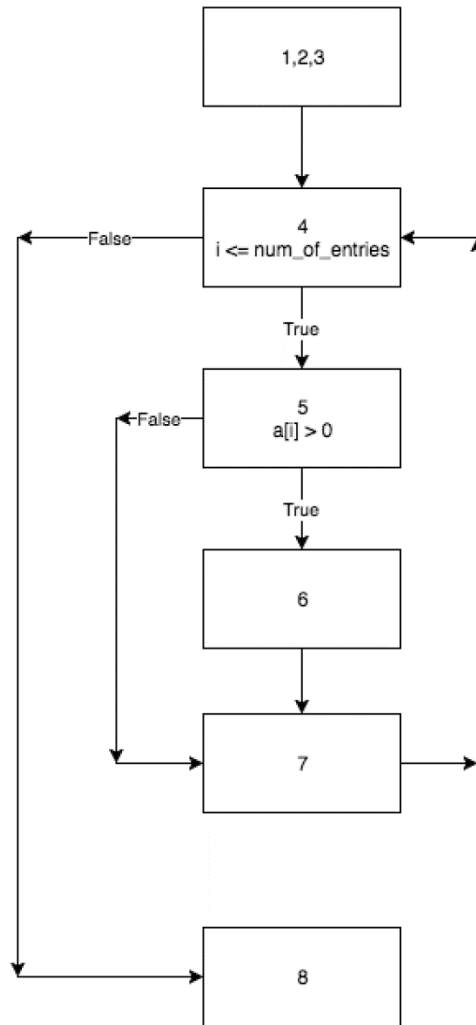 1,2,3
4
i <= num_of_entries
False
True
5
a[i] > 0
False
True
6
7
8